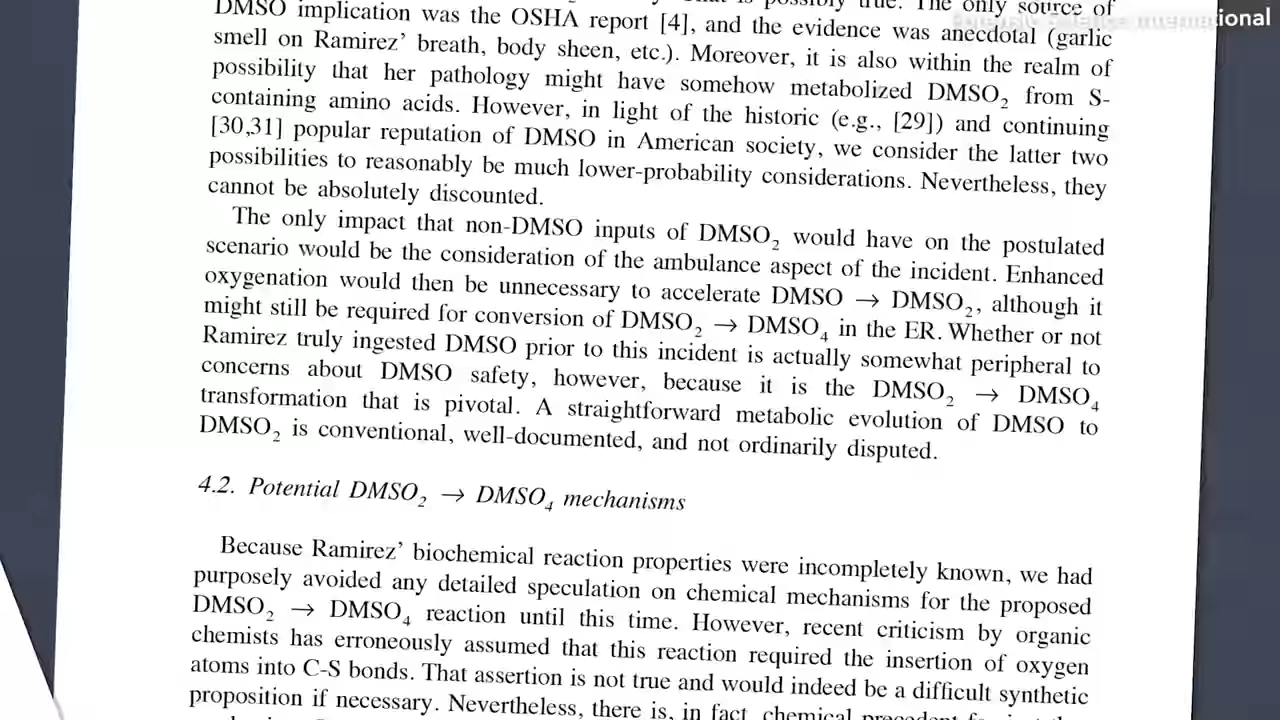 Forensic Science International
possibly true. The only source of
DMSO implication was the OSHA report [4], and the evidence was anecdotal (garlic
smell on Ramirez’ breath, body sheen, etc.). Moreover, it is also within the realm of
possibility that her pathology might have somehow metabolized DMSO₂ from S-
containing amino acids. However, in light of the historic (e.g., [29]) and continuing
[30,31] popular reputation of DMSO in American society, we consider the latter two
possibilities to reasonably be much lower-probability considerations. Nevertheless, they
cannot be absolutely discounted.
The only impact that non-DMSO inputs of DMSO₂ would have on the postulated
scenario would be the consideration of the ambulance aspect of the incident. Enhanced
oxygenation would then be unnecessary to accelerate DMSO → DMSO₂, although it
might still be required for conversion of DMSO₂ → DMSO₄ in the ER. Whether or not
Ramirez truly ingested DMSO prior to this incident is actually somewhat peripheral to
concerns about DMSO safety, however, because it is the DMSO₂ → DMSO₄
transformation that is pivotal. A straightforward metabolic evolution of DMSO to
DMSO₂ is conventional, well-documented, and not ordinarily disputed.
4.2. Potential DMSO₂ → DMSO₄ mechanisms
Because Ramirez’ biochemical reaction properties were incompletely known, we had
purposely avoided any detailed speculation on chemical mechanisms for the proposed
DMSO₂ → DMSO₄ reaction until this time. However, recent criticism by organic
chemists has erroneously assumed that this reaction required the insertion of oxygen
atoms into C-S bonds. That assertion is not true and would indeed be a difficult synthetic
proposition if necessary. Nevertheless, there is, in fact, chemical precedent for